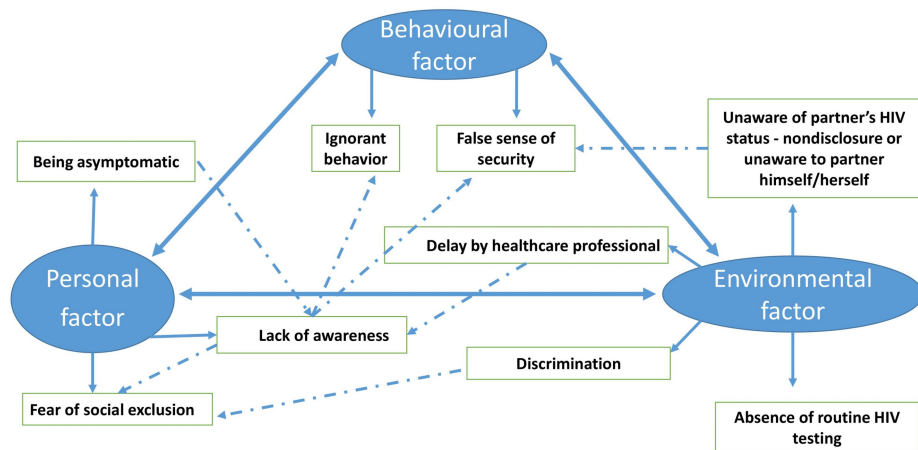 Behavioural
factor
Unaware of partner's HIV
status - nondisclosure or
unaware to partner
himself/herself
Ignorant
behavior
False sense of
security
Being asymptomatic
Delay by healthcare professional
Personal
factor
Environmental
factor
Lack of awareness
Discrimination
Fear of social exclusion
Absence of routine HIV
testing